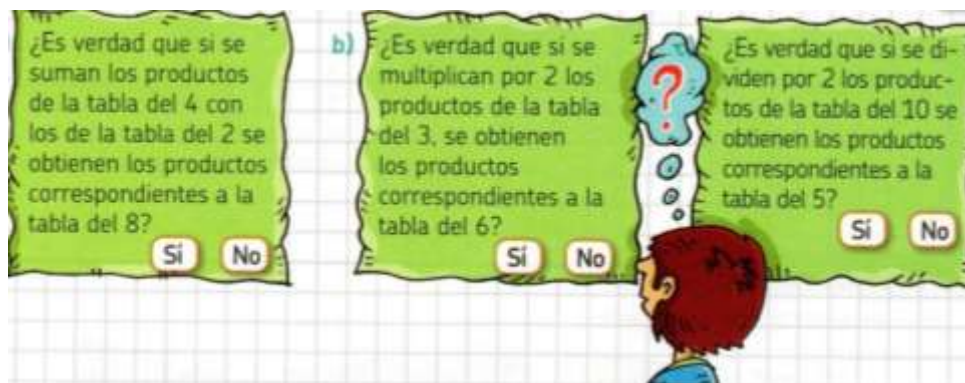 ¿Es verdad que si se
suman los productos
de la tabla del 4 con
los de la tabla del 2 se
obtienen los productos
correspondientes a la
tabla del 8?
Sí No
b)
¿Es verdad que si se
multiplican por 2 los
productos de la tabla
del 3, se obtienen
los productos
correspondientes a la
tabla del 6?
Sí No
?
¿Es verdad que si se di-
viden por 2 los produc-
tos de la tabla del 10 se
obtienen los productos
correspondientes a la
tabla del 5?
Sí No